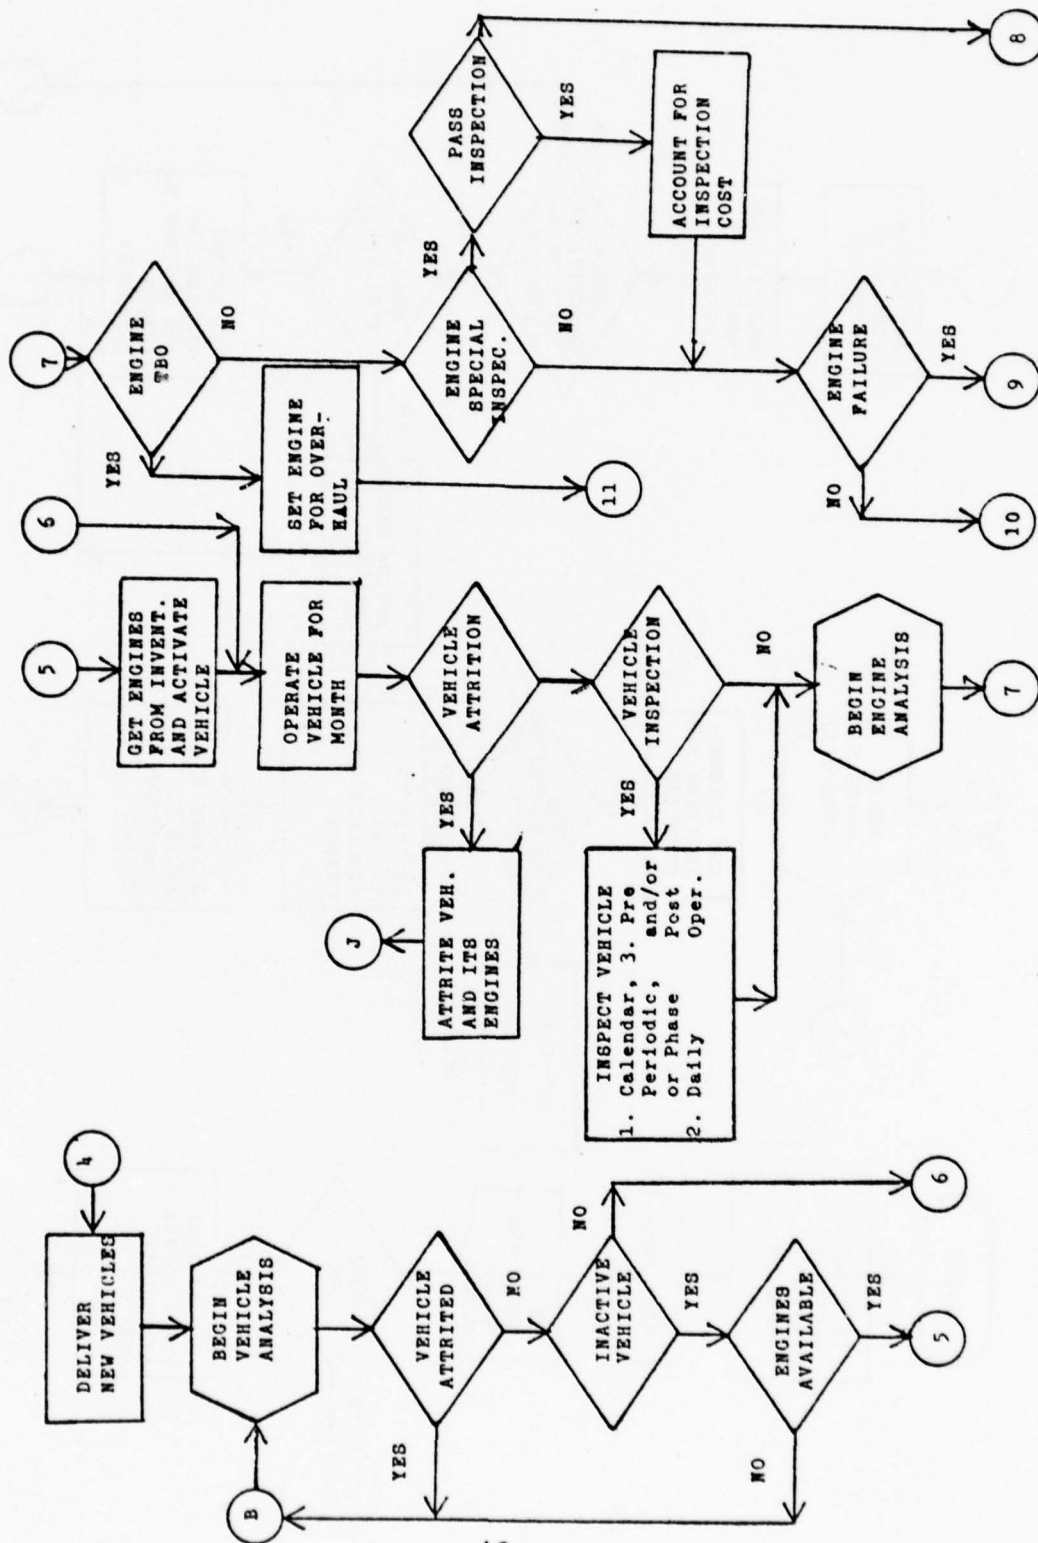 4
DELIVER
NEW VEHICLES
B
BEGIN
VEHICLE
ANALYSIS
VEHICLE
ATTRITED
YES
NO
INACTIVE
VEHICLE
NO
YES
6
ENGINES
AVAILABLE
NO
YES
5
5
GET ENGINES
FROM INVENT.
AND ACTIVATE
VEHICLE
6
OPERATE
VEHICLE FOR
MONTH
VEHICLE
ATTRITION
YES
J
ATTRITE VEH.
AND ITS
ENGINES
VEHICLE
INSPECTION
YES
NO
INSPECT VEHICLE
1. Calendar, 3. Pre
Periodic, and/or
or Phase Post
2. Daily Oper.
BEGIN
ENGINE
ANALYSIS
7
7
ENGINE
TBO
YES
NO
SET ENGINE
FOR OVER-
HAUL
11
ENGINE
SPECIAL
INSPEC.
YES
NO
PASS
INSPECTION
YES
8
ACCOUNT FOR
INSPECTION
COST
ENGINE
FAILURE
NO
YES
10
9